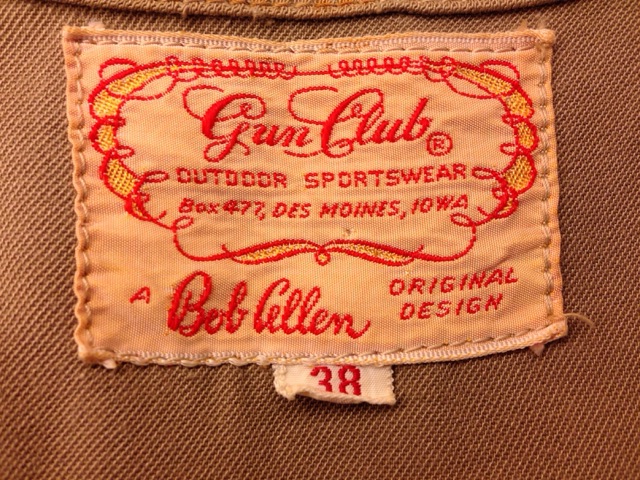 Gun Club ®
OUTDOOR SPORTSWEAR
Box 477, DES MOINES, IOWA
A Bob Allen ORIGINAL
DESIGN
38